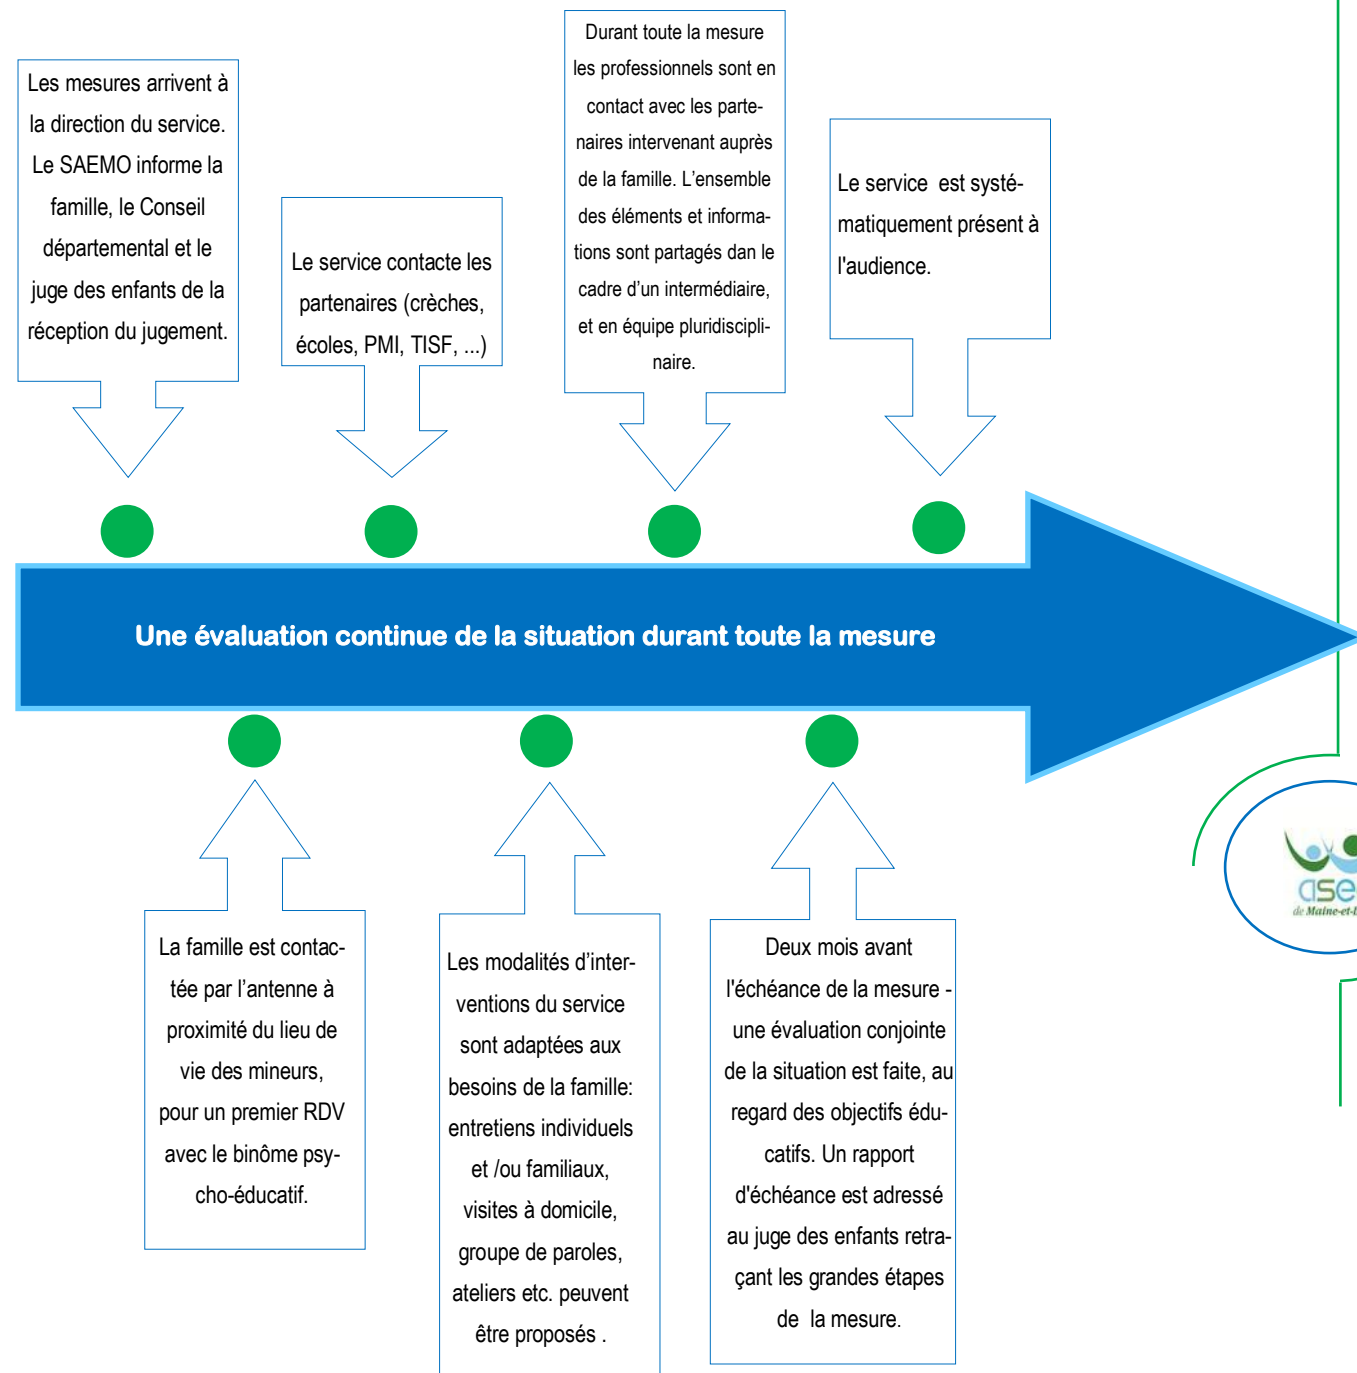 Les mesures arrivent à
la direction du service.
Le SAEMO informe la
famille, le Conseil
départemental et le
juge des enfants de la
réception du jugement.
Le service contacte les
partenaires (crèches,
écoles, PMI, TISF, ...)
Durant toute la mesure
les professionnels sont en
contact avec les parte-
naires intervenant auprès
de la famille. L’ensemble
des éléments et informa-
tions sont partagés dan le
cadre d’un intermédiaire,
et en équipe pluridiscipli-
naire.
Le service est systé-
matiquement présent à
l'audience.
Une évaluation continue de la situation durant toute la mesure
La famille est contac-
tée par l’antenne à
proximité du lieu de
vie des mineurs,
pour un premier RDV
avec le binôme psy-
cho-éducatif.
Les modalités d’inter-
ventions du service
sont adaptées aux
besoins de la famille:
entretiens individuels
et /ou familiaux,
visites à domicile,
groupe de paroles,
ateliers etc. peuvent
être proposés .
Deux mois avant
l'échéance de la mesure -
une évaluation conjointe
de la situation est faite, au
regard des objectifs édu-
catifs. Un rapport
d'échéance est adressé
au juge des enfants retra-
çant les grandes étapes
de la mesure.
ase
de Maine-et-L